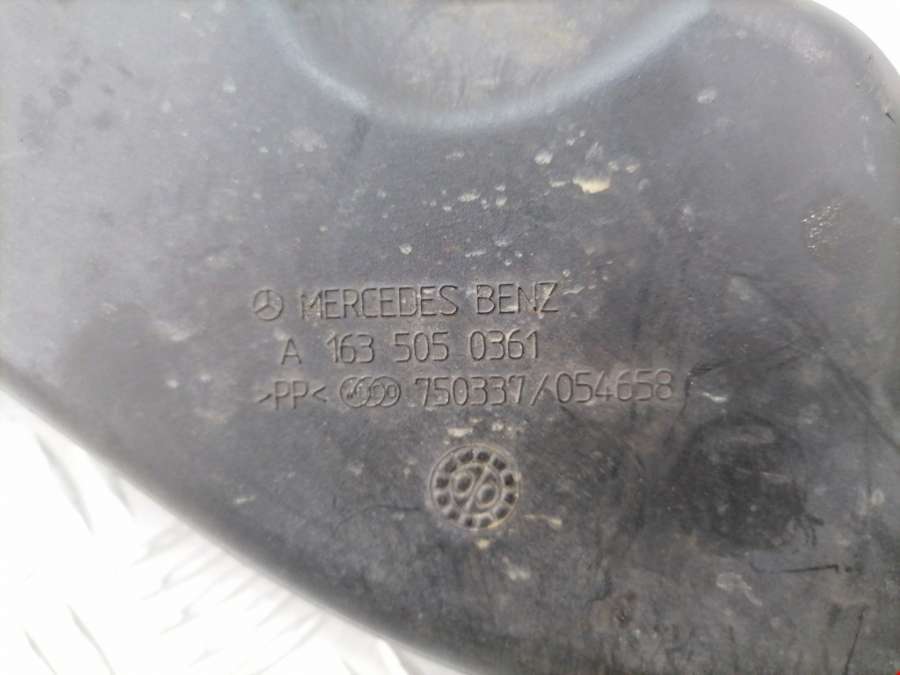 MERCEDES BENZ
A 163 505 0361
>PP< 750337/054658